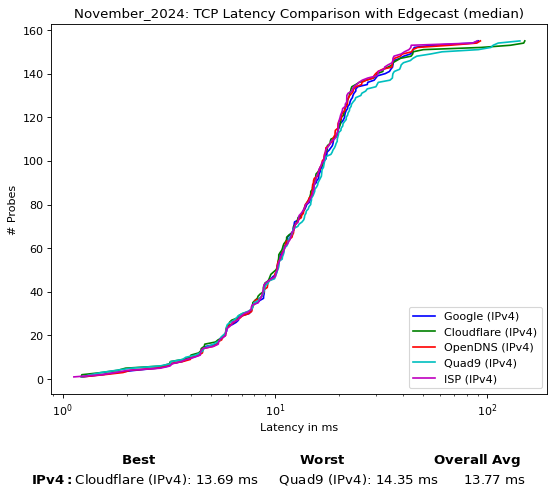 November_2024: TCP Latency Comparison with Edgecast (median)
160
140
120
100
80
60
40
20
0
# Probes
10^0
10^1
10^2
Latency in ms
Google (IPv4)
Cloudflare (IPv4)
OpenDNS (IPv4)
Quad9 (IPv4)
ISP (IPv4)
Best Worst Overall Avg
IPv4: Cloudflare (IPv4): 13.69 ms Quad9 (IPv4): 14.35 ms 13.77 ms